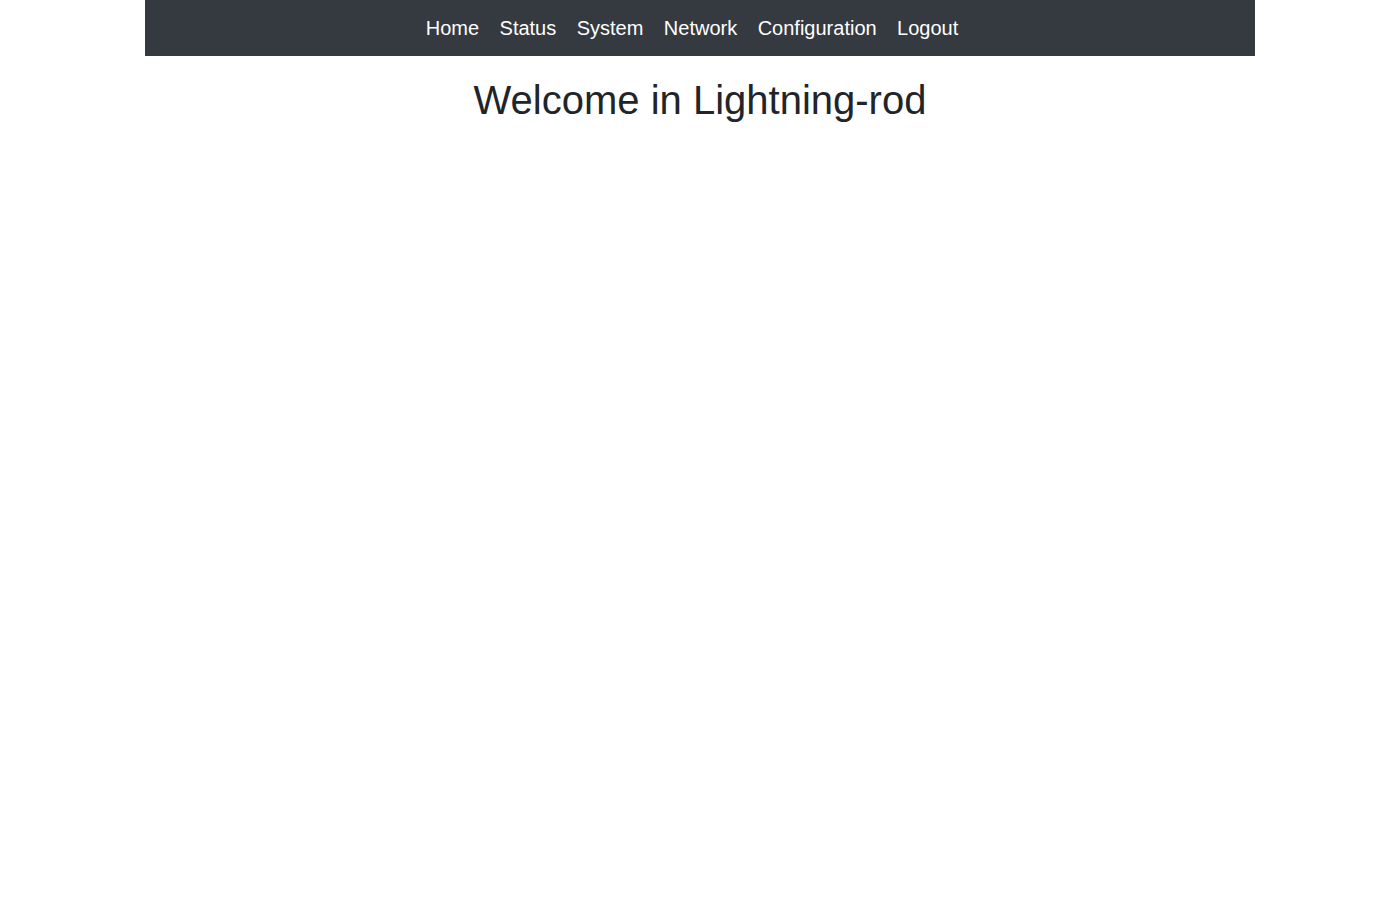 Home Status System Network Configuration Logout
Welcome in Lightning-rod